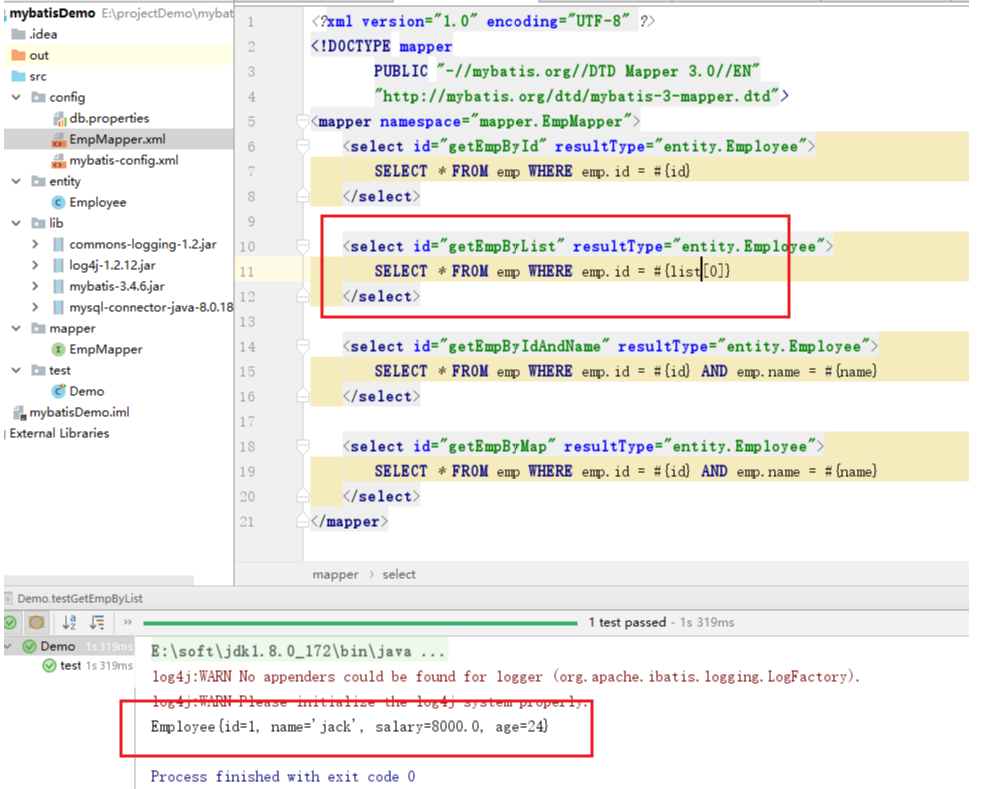 mybatisDemo E:\projectDemo\mybat
.idea
out
src
config
db.properties
EmpMapper.xml
mybatis-config.xml
entity
Employee
lib
commons-logging-1.2.jar
log4j-1.2.12.jar
mybatis-3.4.6.jar
mysql-connector-java-8.0.18
mapper
EmpMapper
test
Demo
mybatisDemo.iml
External Libraries
1 <?xml version="1.0" encoding="UTF-8" ?>
2 <!DOCTYPE mapper
3 PUBLIC "-//mybatis.org//DTD Mapper 3.0//EN"
4 "http://mybatis.org/dtd/mybatis-3-mapper.dtd">
5 <mapper namespace="mapper.EmpMapper">
6 <select id="getEmpById" resultType="entity.Employee">
7 SELECT * FROM emp WHERE emp.id = #{id}
8 </select>
9
10 <select id="getEmpByList" resultType="entity.Employee">
11 SELECT * FROM emp WHERE emp.id = #{list[0]}
12 </select>
13
14 <select id="getEmpByIdAndName" resultType="entity.Employee">
15 SELECT * FROM emp WHERE emp.id = #{id} AND emp.name = #{name}
16 </select>
17
18 <select id="getEmpByMap" resultType="entity.Employee">
19 SELECT * FROM emp WHERE emp.id = #{id} AND emp.name = #{name}
20 </select>
21 </mapper>
mapper › select
Demo.testGetEmpByList
» 1 test passed - 1s 319ms
Demo 1s 319ms
test 1s 319ms
E:\soft\jdk1.8.0_172\bin\java ...
log4j:WARN No appenders could be found for logger (org.apache.ibatis.logging.LogFactory).
log4j:WARN Please initialize the log4j system properly.
Employee{id=1, name='jack', salary=8000.0, age=24}
Process finished with exit code 0